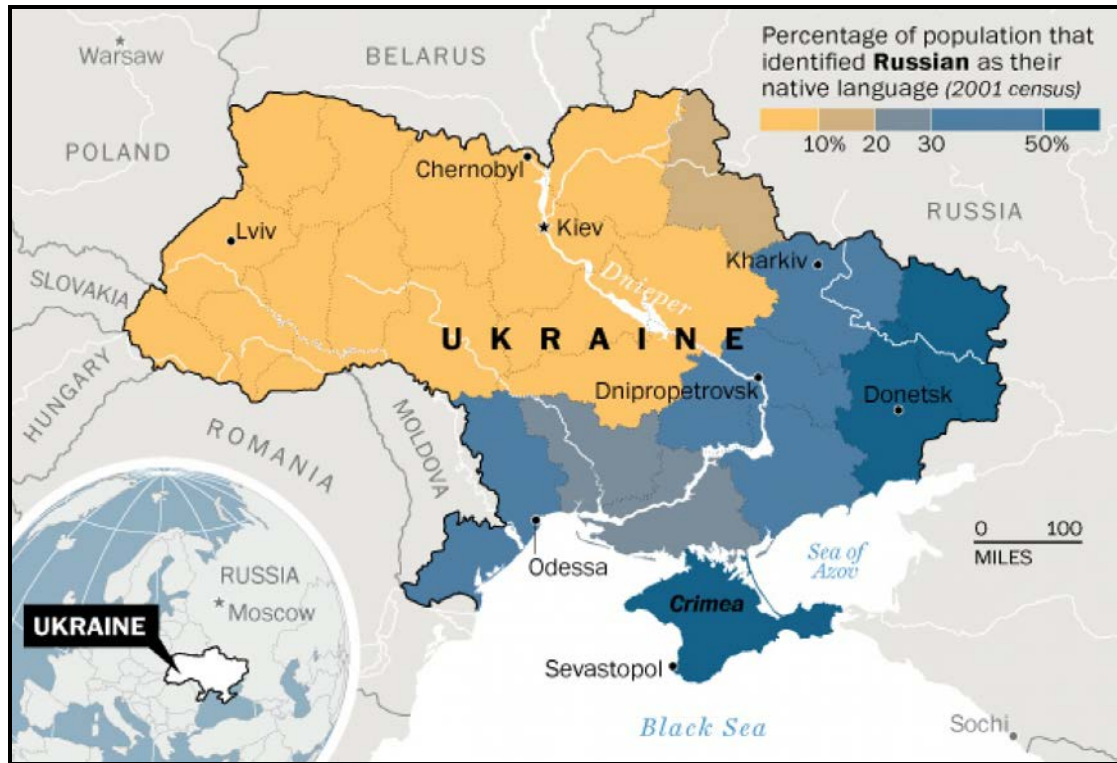 Percentage of population that
identified Russian as their
native language (2001 census)
10% 20 30 50%
Warsaw
BELARUS
POLAND
Chernobyl
RUSSIA
Lviv
Kiev
Kharkiv
SLOVAKIA
Dnieper
UKRAINE
HUNGARY
Dnipropetrovsk
Donetsk
MOLDOVA
ROMANIA
0 100
MILES
Sea of
Azov
Odessa
RUSSIA
Moscow
Crimea
UKRAINE
Sevastopol
Black Sea
Sochi